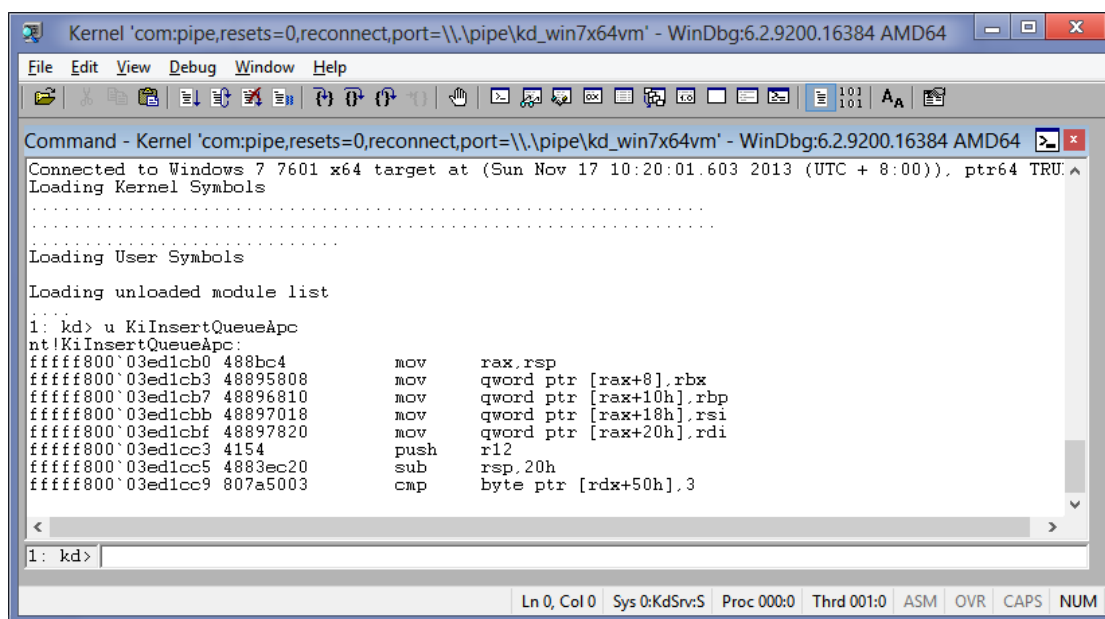 Kernel 'com:pipe,resets=0,reconnect,port=\\.\pipe\kd_win7x64vm' - WinDbg:6.2.9200.16384 AMD64
File Edit View Debug Window Help
Command - Kernel 'com:pipe,resets=0,reconnect,port=\\.\pipe\kd_win7x64vm' - WinDbg:6.2.9200.16384 AMD64
Connected to Windows 7 7601 x64 target at (Sun Nov 17 10:20:01.603 2013 (UTC + 8:00)), ptr64 TRU
Loading Kernel Symbols
...............................................................
................................................................
.............................
Loading User Symbols
Loading unloaded module list
....
1: kd> u KiInsertQueueApc
nt!KiInsertQueueApc:
fffff800`03ed1cb0 488bc4 mov rax,rsp
fffff800`03ed1cb3 48895808 mov qword ptr [rax+8],rbx
fffff800`03ed1cb7 48896810 mov qword ptr [rax+10h],rbp
fffff800`03ed1cbb 48897018 mov qword ptr [rax+18h],rsi
fffff800`03ed1cbf 48897820 mov qword ptr [rax+20h],rdi
fffff800`03ed1cc3 4154 push r12
fffff800`03ed1cc5 4883ec20 sub rsp,20h
fffff800`03ed1cc9 807a5003 cmp byte ptr [rdx+50h],3
1: kd>
Ln 0, Col 0 Sys 0:KdSrv:S Proc 000:0 Thrd 001:0 ASM OVR CAPS NUM